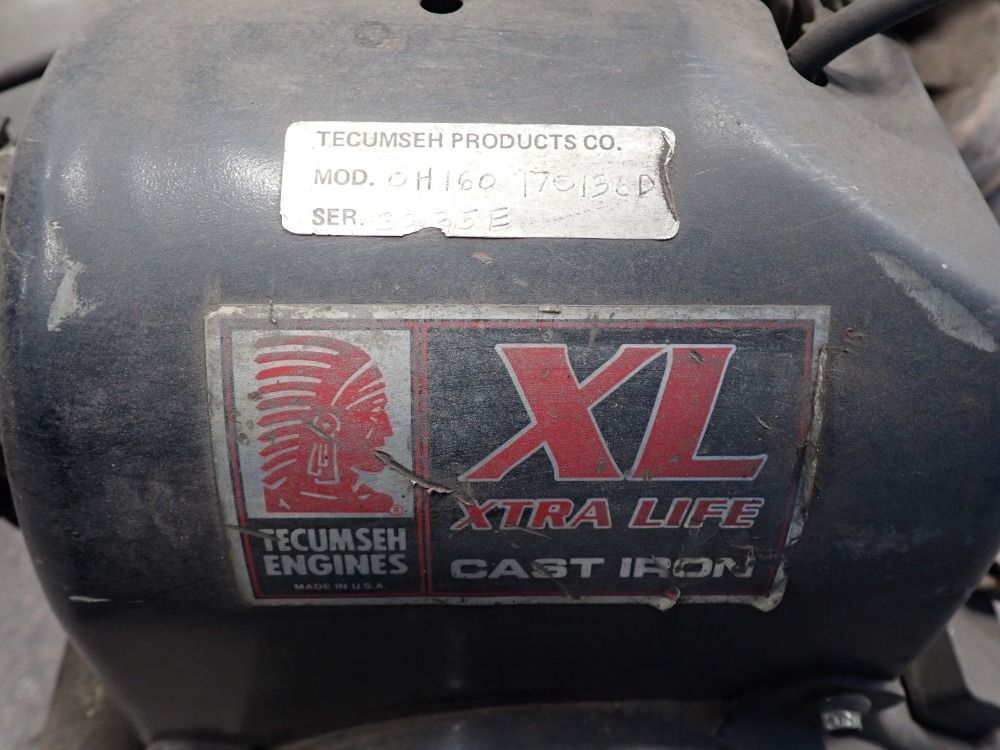 TECUMSEH PRODUCTS CO.
MOD. OH160 170136D
SER.
TECUMSEH
ENGINES
MADE IN U.S.A
XL
XTRA LIFE
CAST IRON